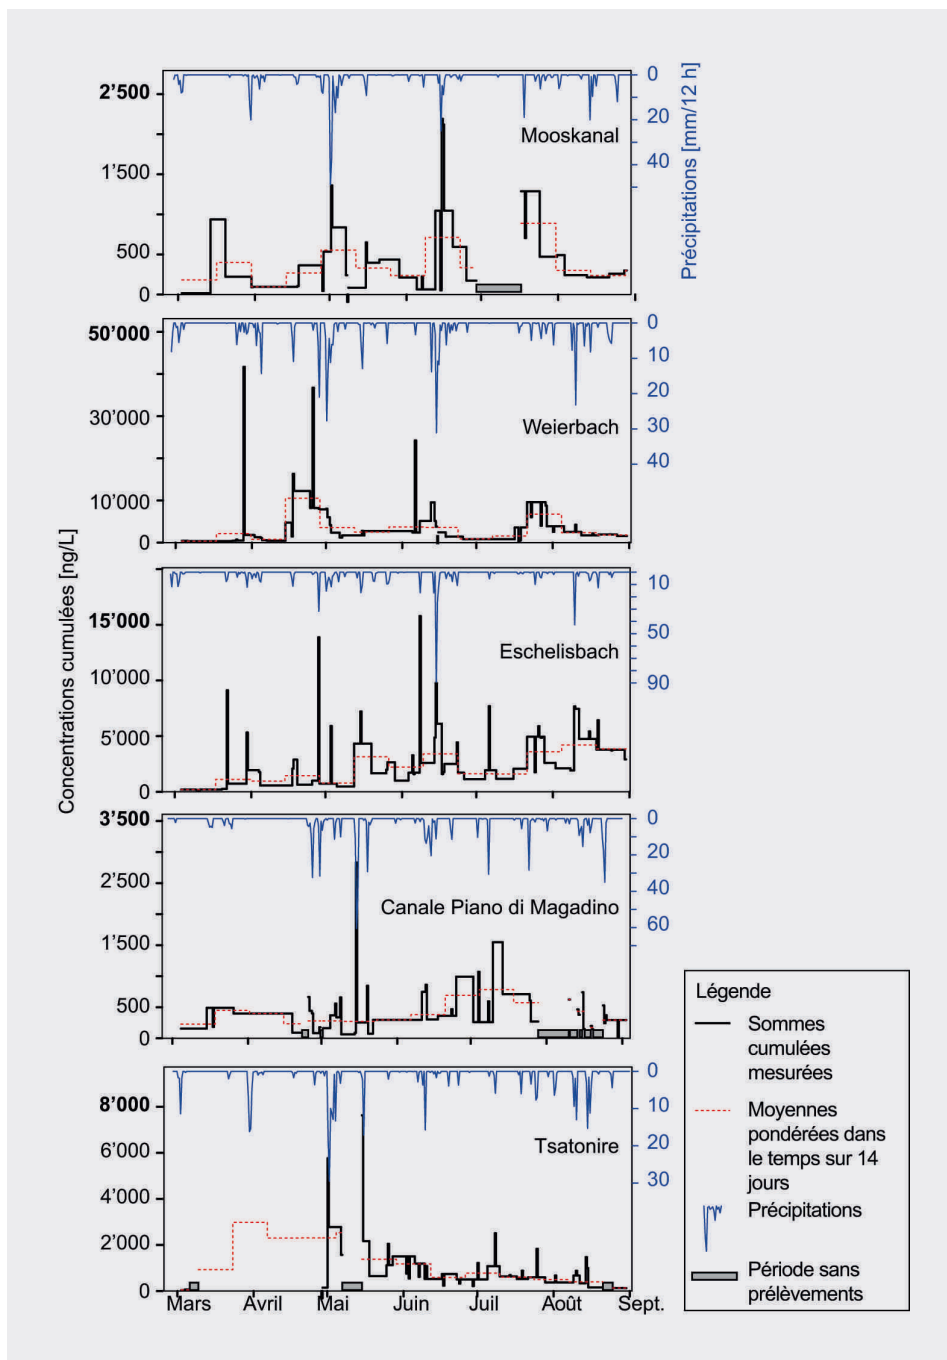 2'500
1'500
500
0
Mooskanal
0
20
40
Précipitations [mm/12 h]
50'000
30'000
10'000
0
Weierbach
0
10
20
30
40
Concentrations cumulées [ng/L]
15'000
10'000
5'000
0
Eschelisbach
10
50
90
3'500
2'500
1'500
500
0
Canale Piano di Magadino
0
20
40
60
8'000
6'000
4'000
2'000
0
Tsatonire
0
10
20
30
Mars Avril Mai Juin Juil Août Sept.
Légende
Sommes
cumulées
mesurées
Moyennes
pondérées dans
le temps sur 14
jours
Précipitations
Période sans
prélèvements